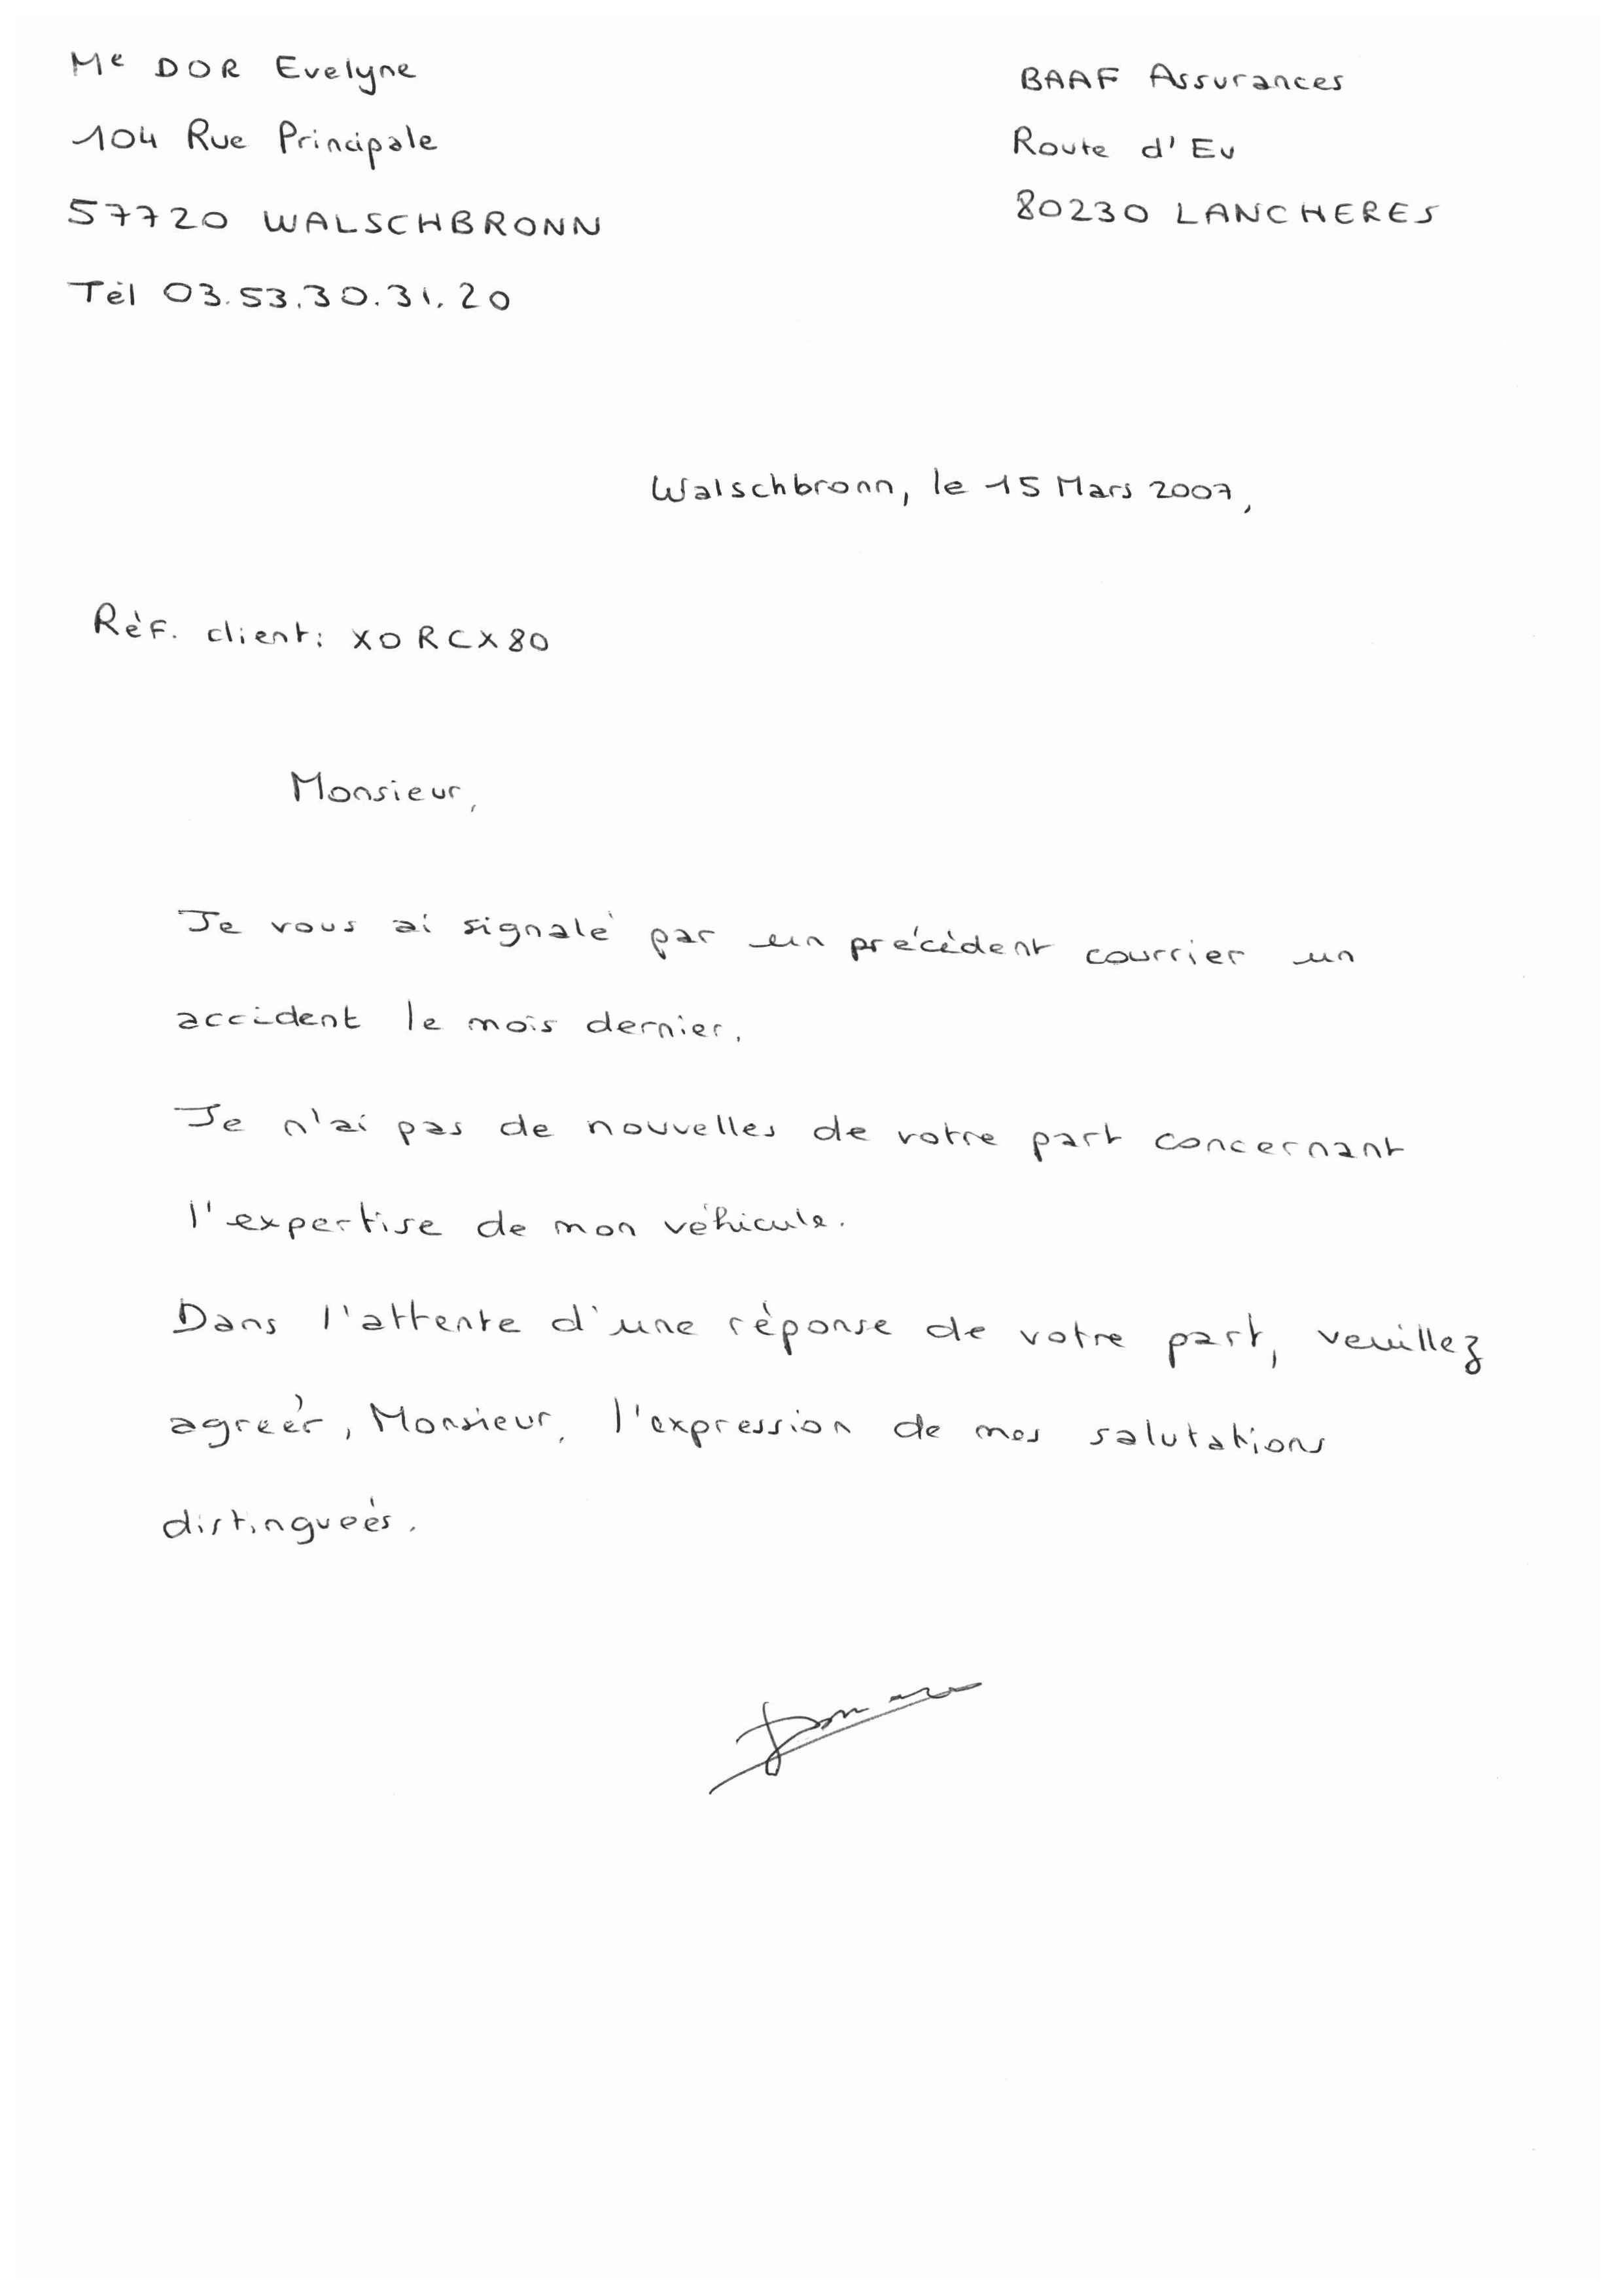 Me DOR Evelyne
104 Rue Principale
57720 WALSCHBRONN
Tél 03.53.30.31.20
BAAF Assurances
Route d'Eu
80230 LANCHERES
Walschbronn, le 15 Mars 2007,
Réf. client: XORCX80
Monsieur,
Je vous ai signalé par un précédent courrier un
accident le mois dernier.
Je n'ai pas de nouvelles de votre part concernant
l'expertise de mon véhicule.
Dans l'attente d'une réponse de votre part, veuillez
agréer, Monsieur, l'expression de mes salutations
distinguées.